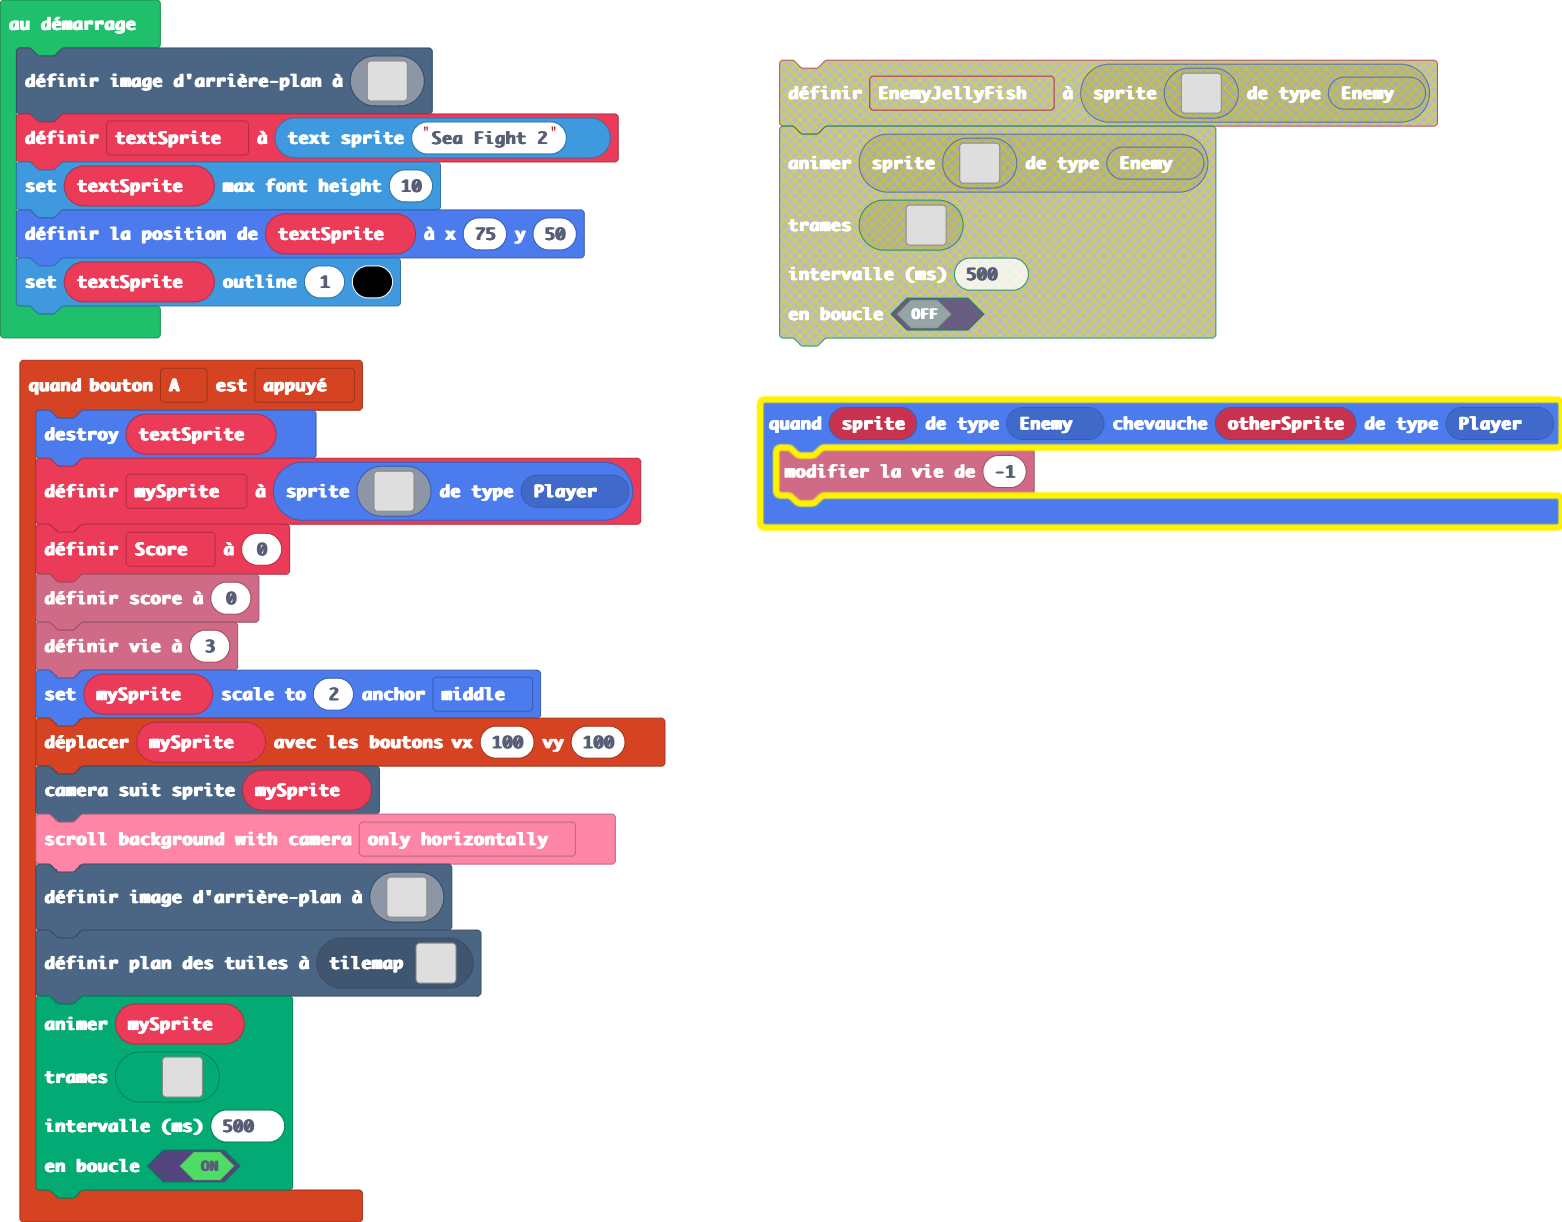 au démarrage
définir image d'arrière-plan à
définir textSprite à text sprite "Sea Fight 2"
set textSprite max font height 10
définir la position de textSprite à x 75 y 50
set textSprite outline 1
définir EnemyJellyFish à sprite de type Enemy
animer sprite de type Enemy
trames
intervalle (ms) 500
en boucle OFF
quand bouton A est appuyé
destroy textSprite
définir mySprite à sprite de type Player
définir Score à 0
définir score à 0
définir vie à 3
set mySprite scale to 2 anchor middle
déplacer mySprite avec les boutons vx 100 vy 100
camera suit sprite mySprite
scroll background with camera only horizontally
définir image d'arrière-plan à
définir plan des tuiles à tilemap
animer mySprite
trames
intervalle (ms) 500
en boucle ON
quand sprite de type Enemy chevauche otherSprite de type Player
modifier la vie de -1